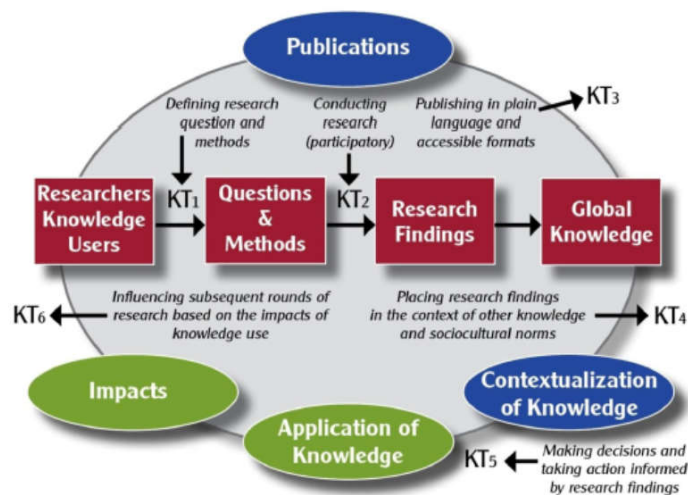 Publications
Defining research
question and
methods
Conducting
research
(participatory)
Publishing in plain
language and
accessible formats
KT3
Researchers
Knowledge
Users
KT1
Questions
&
Methods
KT2
Research
Findings
Global
Knowledge
KT6
Influencing subsequent rounds of
research based on the impacts of
knowledge use
Placing research findings
in the context of other knowledge
and sociocultural norms
KT4
Impacts
Application of
Knowledge
Contextualization
of Knowledge
KT5
Making decisions and
taking action informed
by research findings